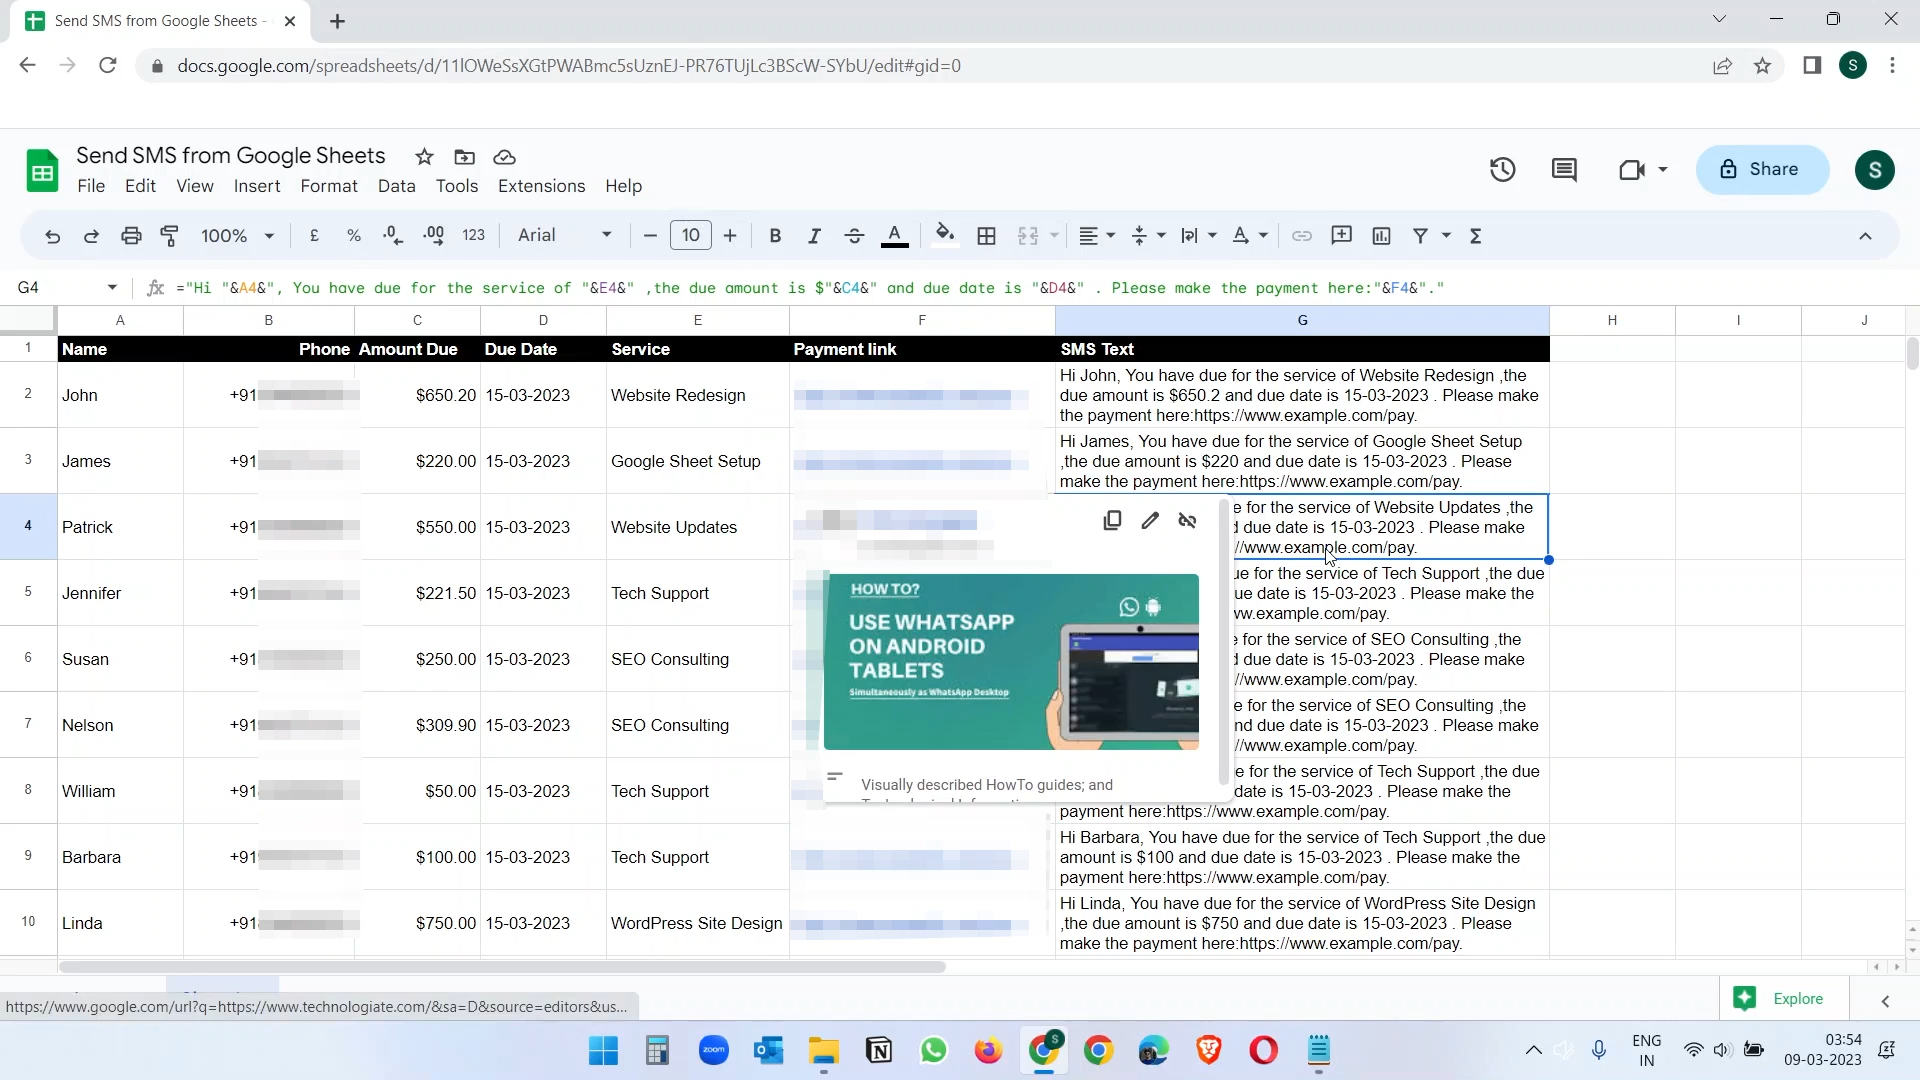 Send SMS from Google Sheets -
docs.google.com/spreadsheets/d/11lOWeSsXGtPWABmc5sUznEJ-PR76TUjLc3BScW-SYbU/edit#gid=0
S
Send SMS from Google Sheets
File Edit View Insert Format Data Tools Extensions Help
Share
S
100% £ % .0 .00 123 Arial 10 B I A
G4 fx ="Hi "&A4&", You have due for the service of "&E4&" ,the due amount is $"&C4&" and due date is "&D4&" . Please make the payment here:"&F4&"."
A B C D E F G H I J
1 Name Phone Amount Due Due Date Service Payment link SMS Text
2 John +91 $650.20 15-03-2023 Website Redesign
Hi John, You have due for the service of Website Redesign ,the
due amount is $650.2 and due date is 15-03-2023 . Please make
the payment here:https://www.example.com/pay.
3 James +91 $220.00 15-03-2023 Google Sheet Setup
Hi James, You have due for the service of Google Sheet Setup
,the due amount is $220 and due date is 15-03-2023 . Please
make the payment here:https://www.example.com/pay.
4 Patrick +91 $550.00 15-03-2023 Website Updates
for the service of Website Updates ,the
due date is 15-03-2023 . Please make
//www.example.com/pay.
5 Jennifer +91 $221.50 15-03-2023 Tech Support
for the service of Tech Support ,the due
date is 15-03-2023 . Please make the
.example.com/pay.
6 Susan +91 $250.00 15-03-2023 SEO Consulting
for the service of SEO Consulting ,the
due date is 15-03-2023 . Please make
//www.example.com/pay.
7 Nelson +91 $309.90 15-03-2023 SEO Consulting
for the service of SEO Consulting ,the
due date is 15-03-2023 . Please make
//www.example.com/pay.
8 William +91 $50.00 15-03-2023 Tech Support
for the service of Tech Support ,the due
date is 15-03-2023 . Please make the
payment here:https://www.example.com/pay.
9 Barbara +91 $100.00 15-03-2023 Tech Support
Hi Barbara, You have due for the service of Tech Support ,the due
amount is $100 and due date is 15-03-2023 . Please make the
payment here:https://www.example.com/pay.
10 Linda +91 $750.00 15-03-2023 WordPress Site Design
Hi Linda, You have due for the service of WordPress Site Design
,the due amount is $750 and due date is 15-03-2023 . Please
make the payment here:https://www.example.com/pay.
HOW TO?
USE WHATSAPP
ON ANDROID
TABLETS
Simultaneously as WhatsApp Desktop
Visually described HowTo guides; and
https://www.google.com/url?q=https://www.technologiate.com/&sa=D&source=editors&us...
Explore
zoom
S
ENG
IN
03:54
09-03-2023